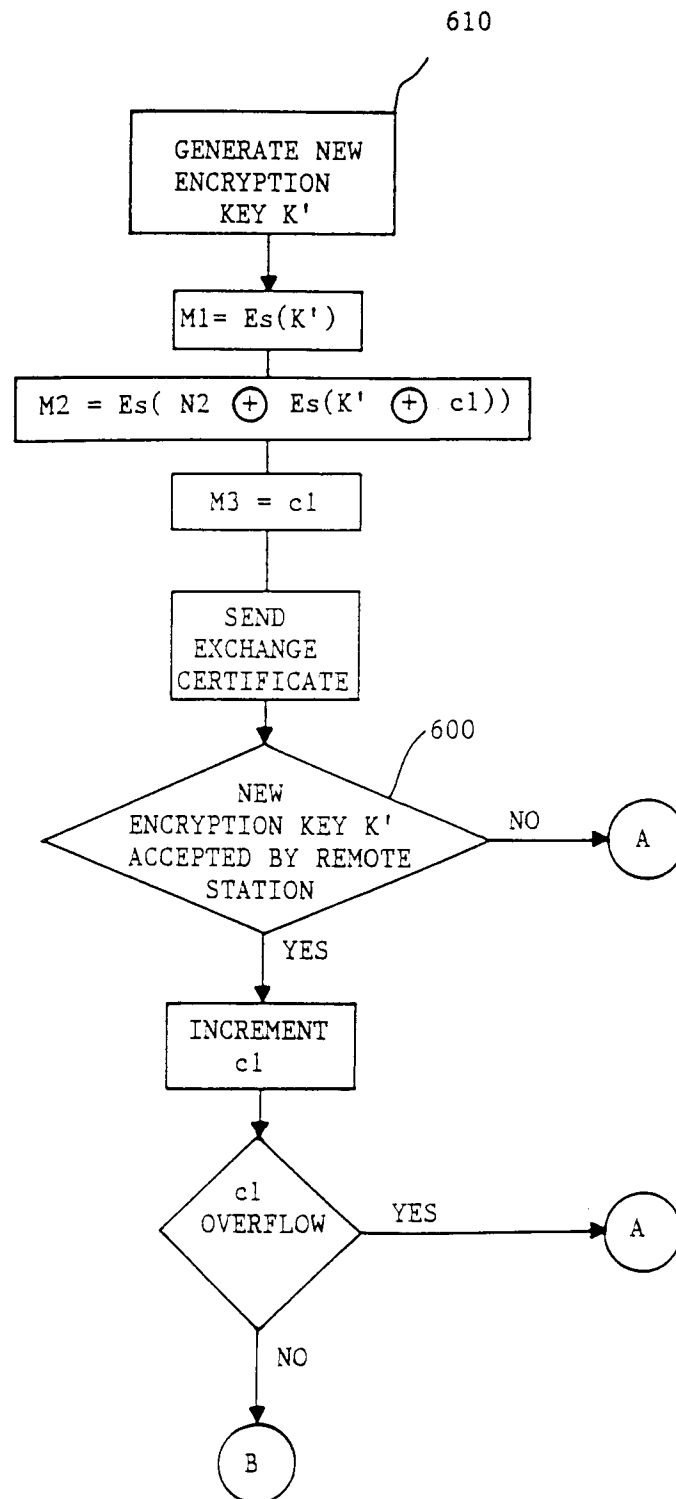 610
GENERATE NEW
ENCRYPTION
KEY K'
M1= Es(K')
M2 = Es( N2 ⊕ Es(K' ⊕ c1))
M3 = c1
SEND
EXCHANGE
CERTIFICATE
600
NEW
ENCRYPTION KEY K'
ACCEPTED BY REMOTE
STATION
NO
A
YES
INCREMENT
c1
c1
OVERFLOW
YES
A
NO
B